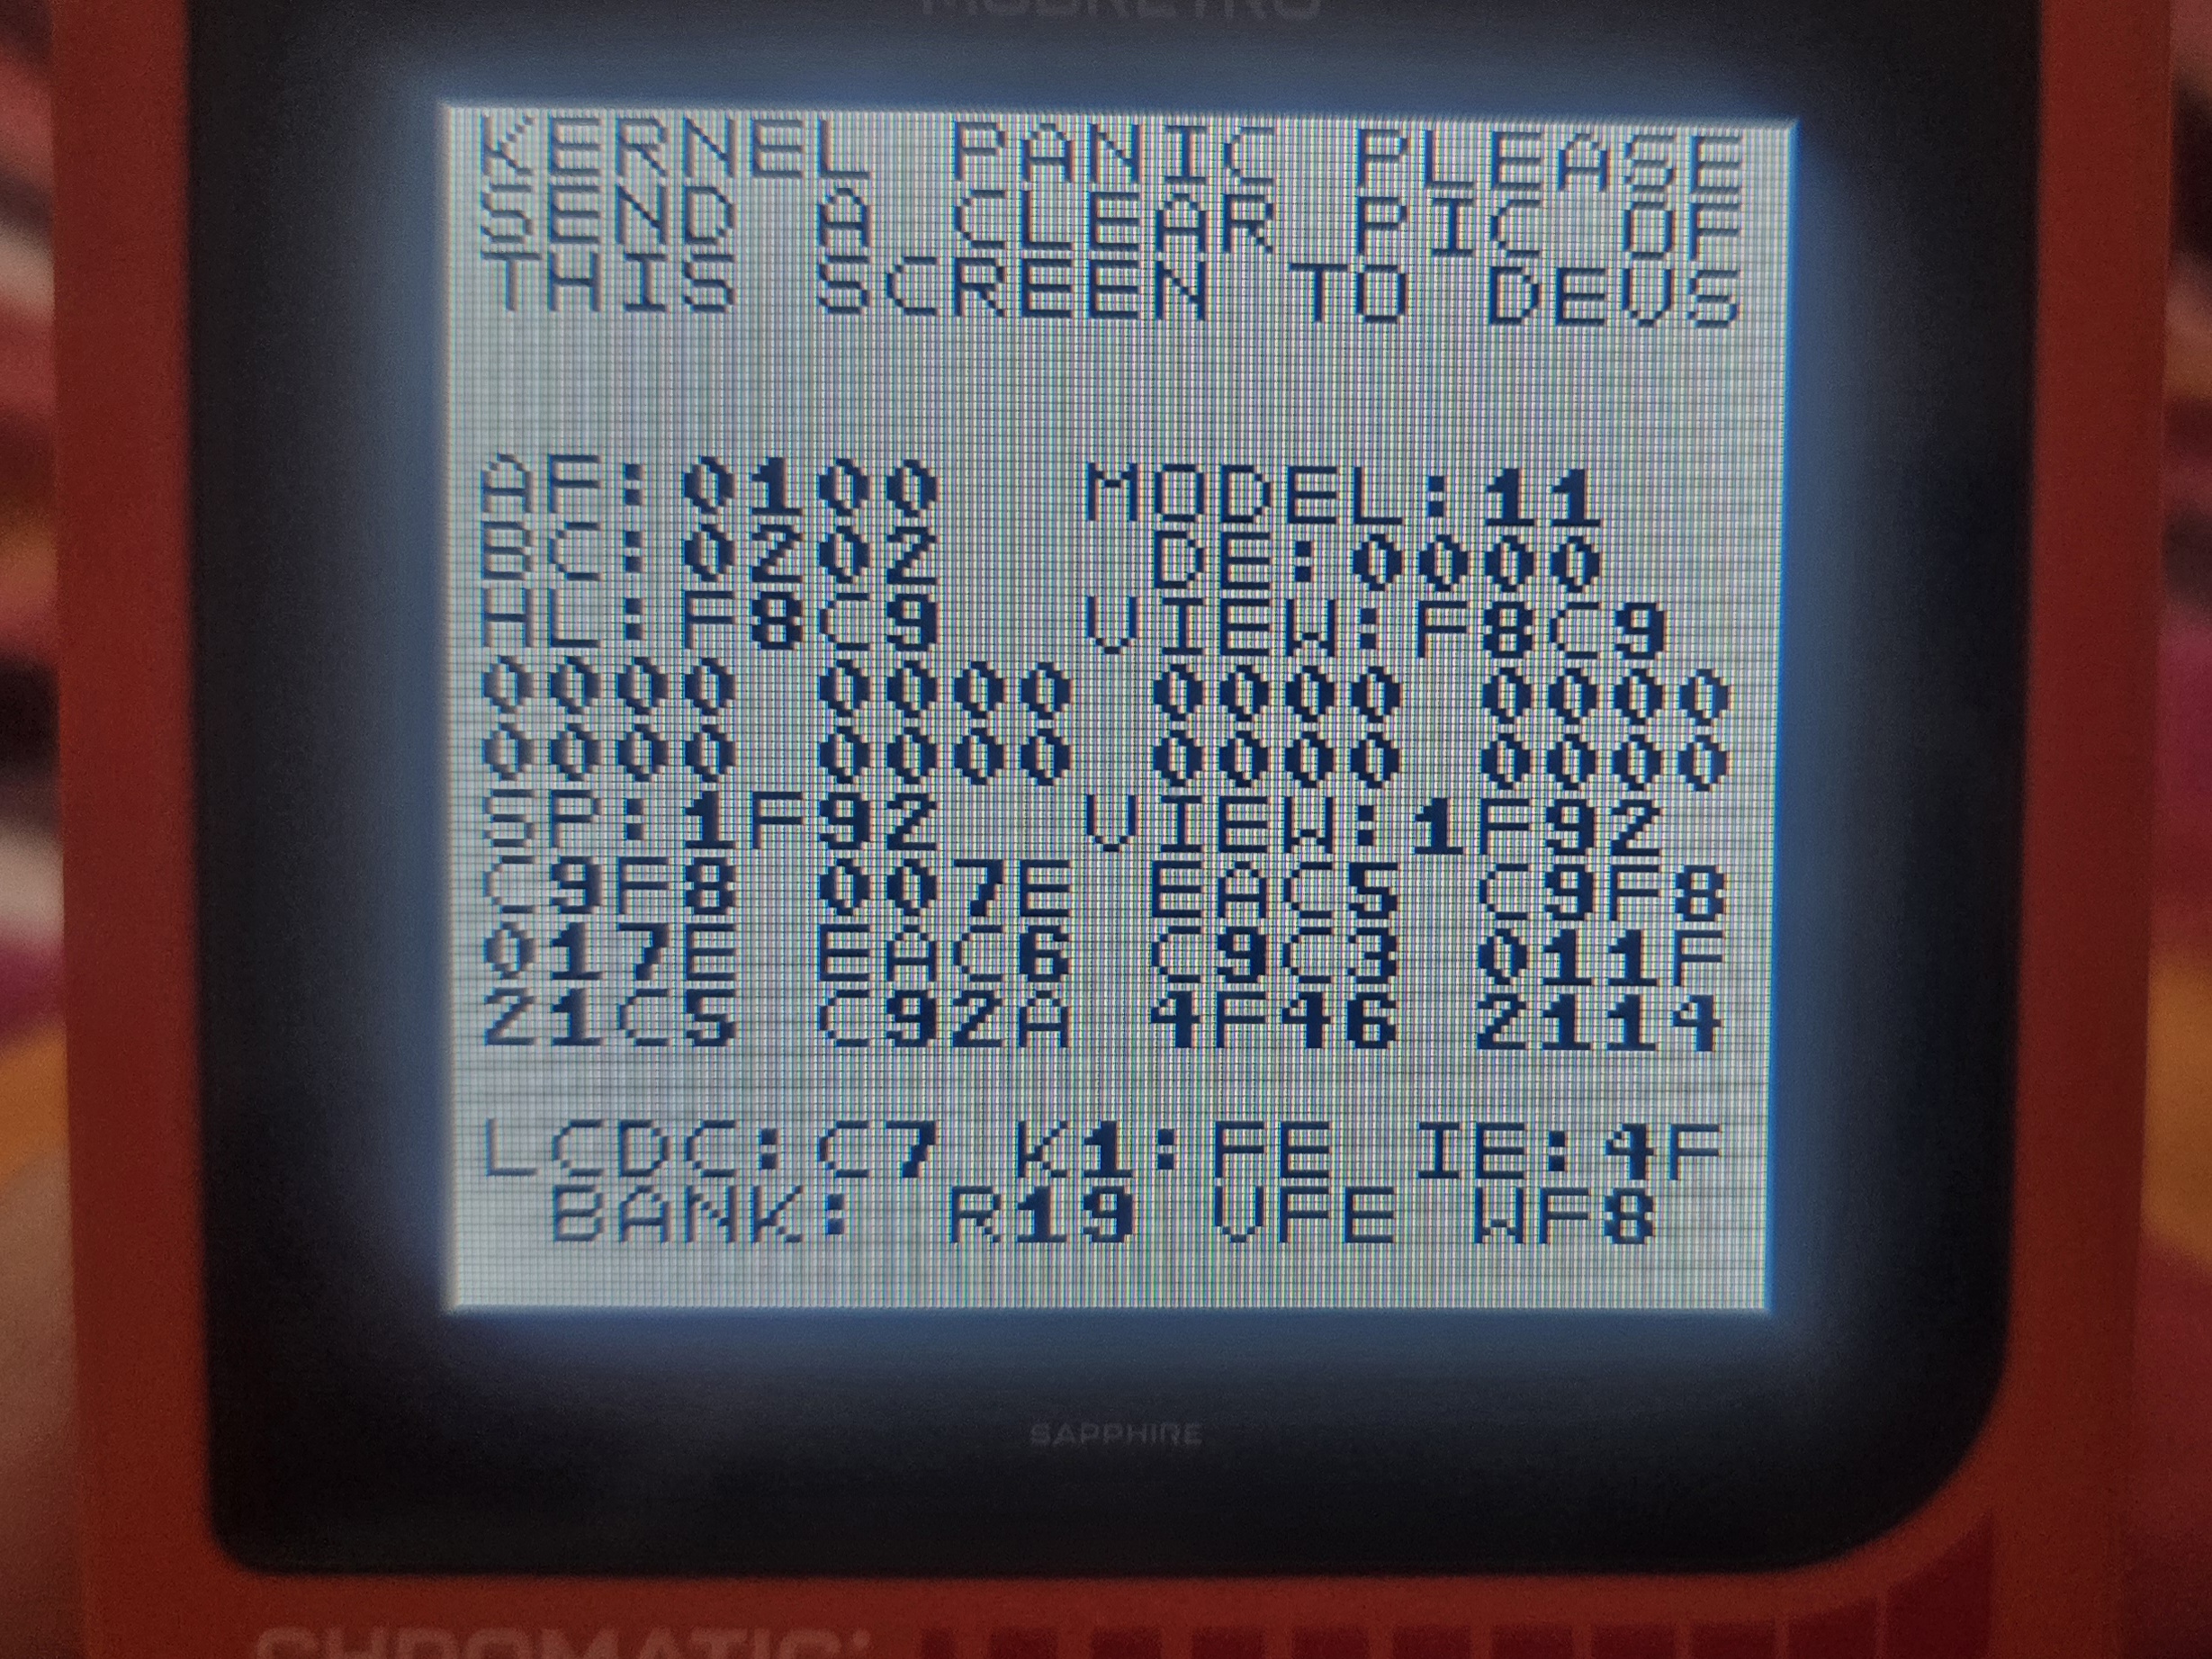 MODRETRO
KERNEL PANIC PLEASE
SEND A CLEAR PIC OF
THIS SCREEN TO DEVS
AF:0100 MODEL:11
BC:0202 DE:0000
HL:F8C9 VIEW:F8C9
0000 0000 0000 0000
0000 0000 0000 0000
SP:1F92 VIEW:1F92
C9F8 007E EAC5 C9F8
017E EAC6 C9C3 011F
21C5 C92A 4F46 2114
LCDC:C7 K1:FE IE:4F
BANK: R19 VFE WF8
SAPPHIRE
CHROMATIC